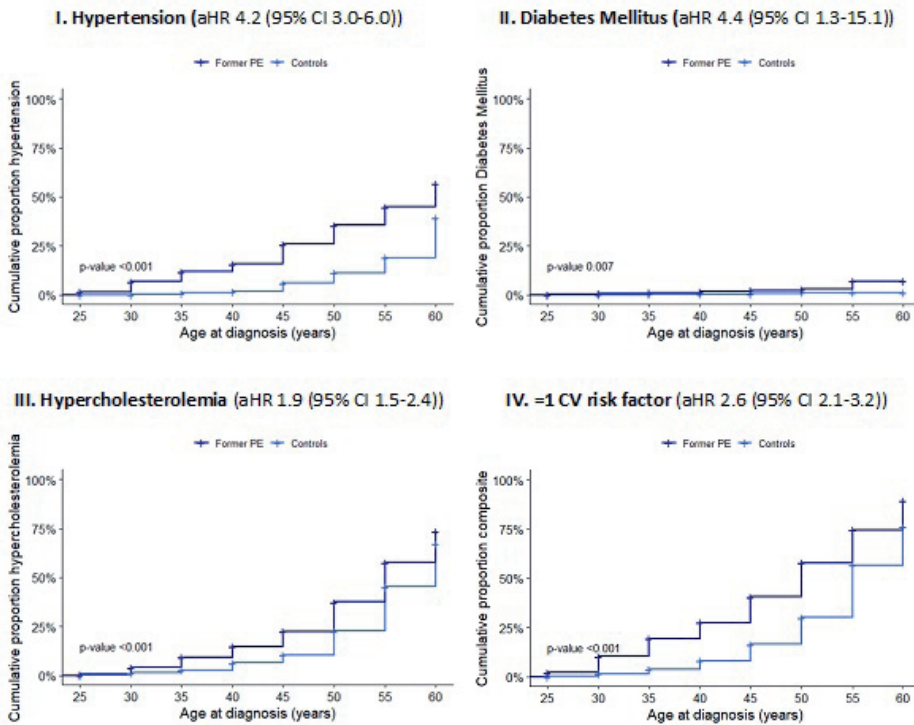 I. Hypertension (aHR 4.2 (95% CI 3.0-6.0))
Former PE Controls
Cumulative proportion hypertension
100%
75%
50%
25%
0%
p-value <0.001
25 30 35 40 45 50 55 60
Age at diagnosis (years)
II. Diabetes Mellitus (aHR 4.4 (95% CI 1.3-15.1))
Former PE Controls
Cumulative proportion Diabetes Mellitus
100%
75%
50%
25%
0%
p-value 0.007
25 30 35 40 45 50 55 60
Age at diagnosis (years)
III. Hypercholesterolemia (aHR 1.9 (95% CI 1.5-2.4))
Former PE Controls
Cumulative proportion hypercholesterolemia
100%
75%
50%
25%
0%
p-value <0.001
25 30 35 40 45 50 55 60
Age at diagnosis (years)
IV. =1 CV risk factor (aHR 2.6 (95% CI 2.1-3.2))
Former PE Controls
Cumulative proportion composite
100%
75%
50%
25%
0%
p-value <0.001
25 30 35 40 45 50 55 60
Age at diagnosis (years)